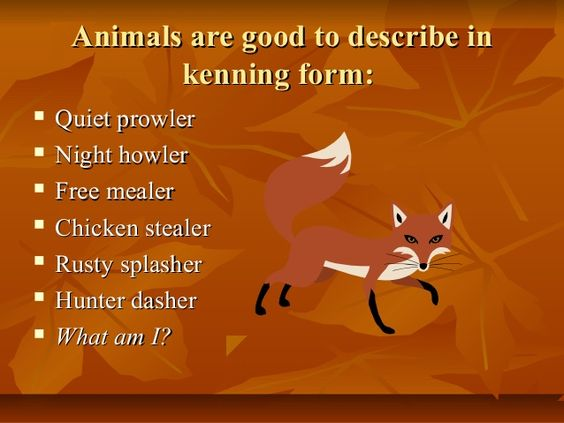 Animals are good to describe in
kenning form:
Quiet prowler
Night howler
Free mealer
Chicken stealer
Rusty splasher
Hunter dasher
What am I?